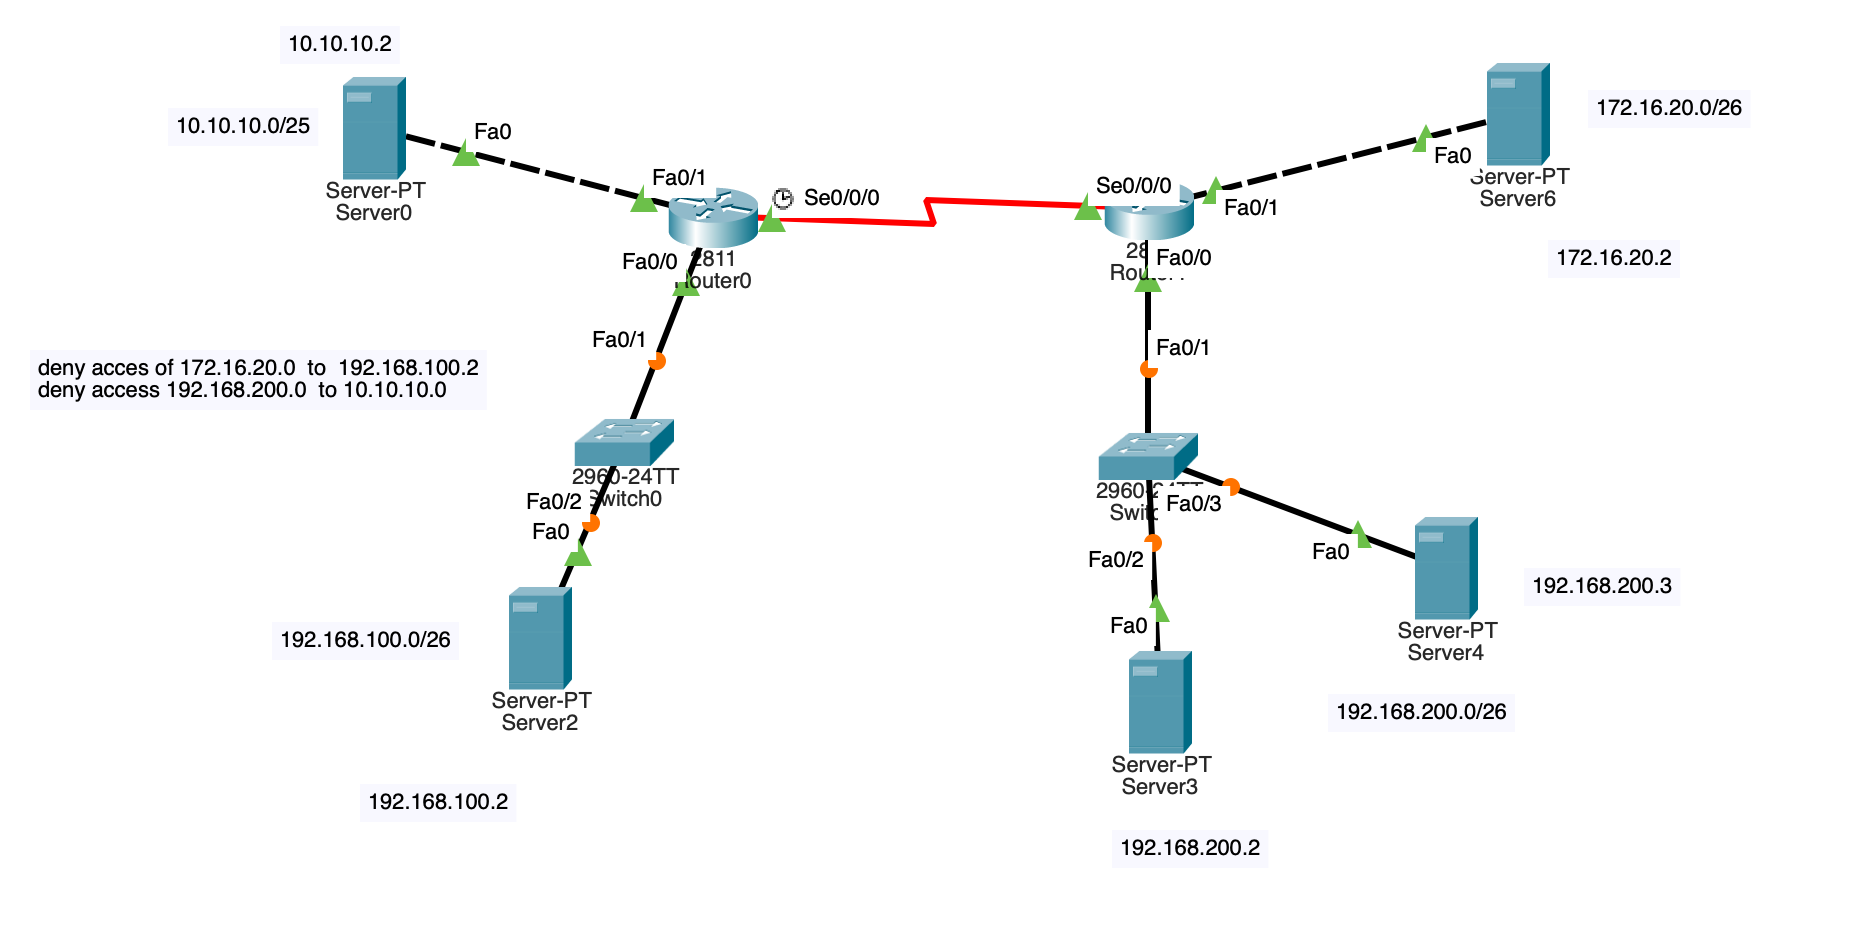 10.10.10.2
10.10.10.0/25
Fa0
Server-PT
Server0
Fa0/1
Se0/0/0
Fa0/0
2811
Router0
Se0/0/0
Fa0/1
Fa0/0
Fa0
Server-PT
Server6
172.16.20.0/26
172.16.20.2
deny acces of 172.16.20.0 to 192.168.100.2
deny access 192.168.200.0 to 10.10.10.0
Fa0/1
2960-24TT
Switch0
Fa0/2
Fa0
192.168.100.0/26
Server-PT
Server2
192.168.100.2
Fa0/1
Fa0/3
Fa0/2
Fa0
Fa0
192.168.200.3
Server-PT
Server4
192.168.200.0/26
Server-PT
Server3
192.168.200.2